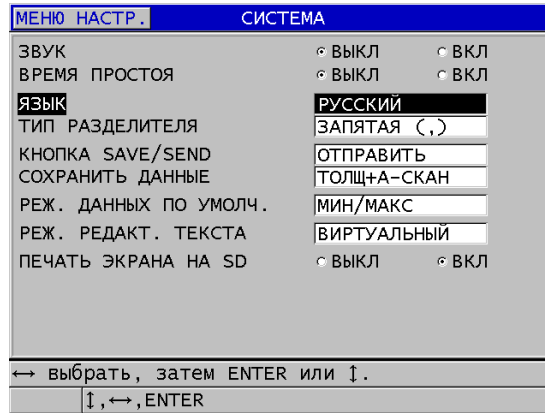 МЕНЮ НАСТР. СИСТЕМА
ЗВУК ВЫКЛ ВКЛ
ВРЕМЯ ПРОСТОЯ ВЫКЛ ВКЛ
ЯЗЫК РУССКИЙ
ТИП РАЗДЕЛИТЕЛЯ ЗАПЯТАЯ (,)
КНОПКА SAVE/SEND ОТПРАВИТЬ
СОХРАНИТЬ ДАННЫЕ ТОЛЩ+А-СКАН
РЕЖ. ДАННЫХ ПО УМОЛЧ. МИН/МАКС
РЕЖ. РЕДАКТ. ТЕКСТА ВИРТУАЛЬНЫЙ
ПЕЧАТЬ ЭКРАНА НА SD ВЫКЛ ВКЛ
↔ выбрать, затем ENTER или ↕.
↕,↔,ENTER